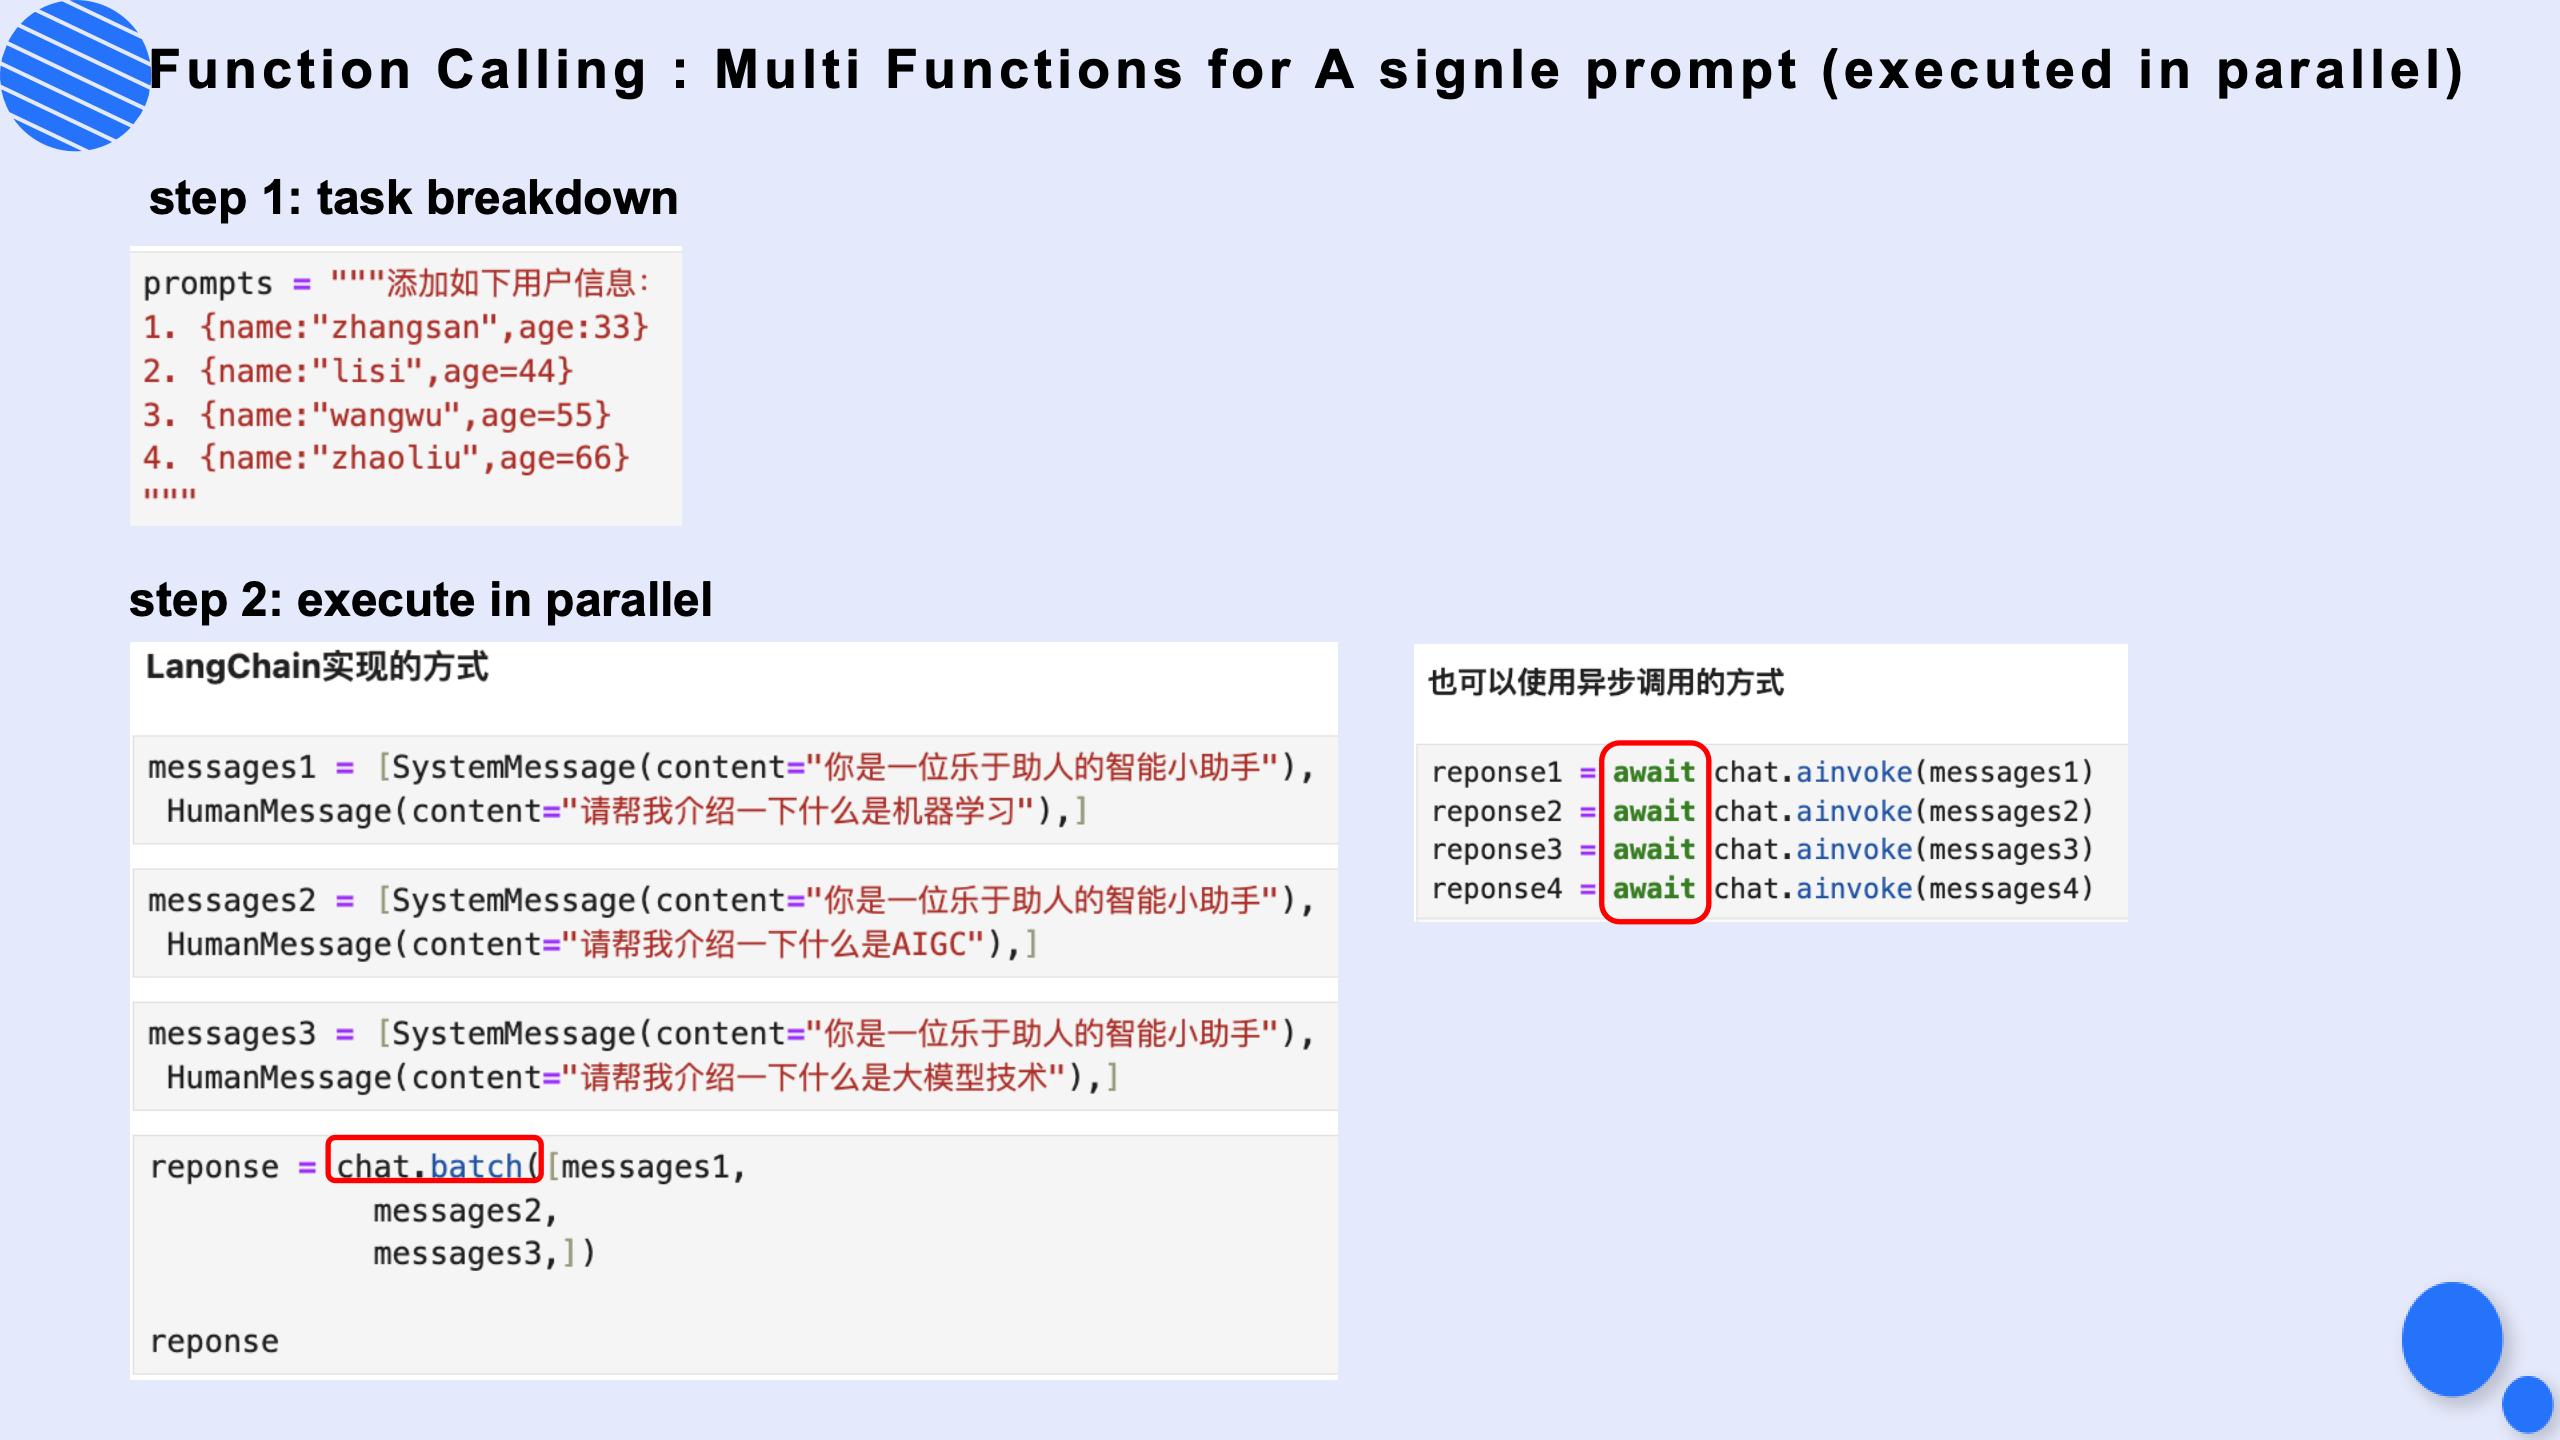 Function Calling : Multi Functions for A signle prompt (executed in parallel)
step 1: task breakdown
prompts = """添加如下用户信息:
1. {name:"zhangsan",age:33}
2. {name:"lisi",age=44}
3. {name:"wangwu",age=55}
4. {name:"zhaoliu",age=66}
"""
step 2: execute in parallel
LangChain实现的方式
messages1 = [SystemMessage(content="你是一位乐于助人的智能小助手"),
HumanMessage(content="请帮我介绍一下什么是机器学习"),]
messages2 = [SystemMessage(content="你是一位乐于助人的智能小助手"),
HumanMessage(content="请帮我介绍一下什么是AIGC"),]
messages3 = [SystemMessage(content="你是一位乐于助人的智能小助手"),
HumanMessage(content="请帮我介绍一下什么是大模型技术"),]
reponse = chat.batch([messages1,
messages2,
messages3,])
reponse
也可以使用异步调用的方式
reponse1 = await chat.ainvoke(messages1)
reponse2 = await chat.ainvoke(messages2)
reponse3 = await chat.ainvoke(messages3)
reponse4 = await chat.ainvoke(messages4)